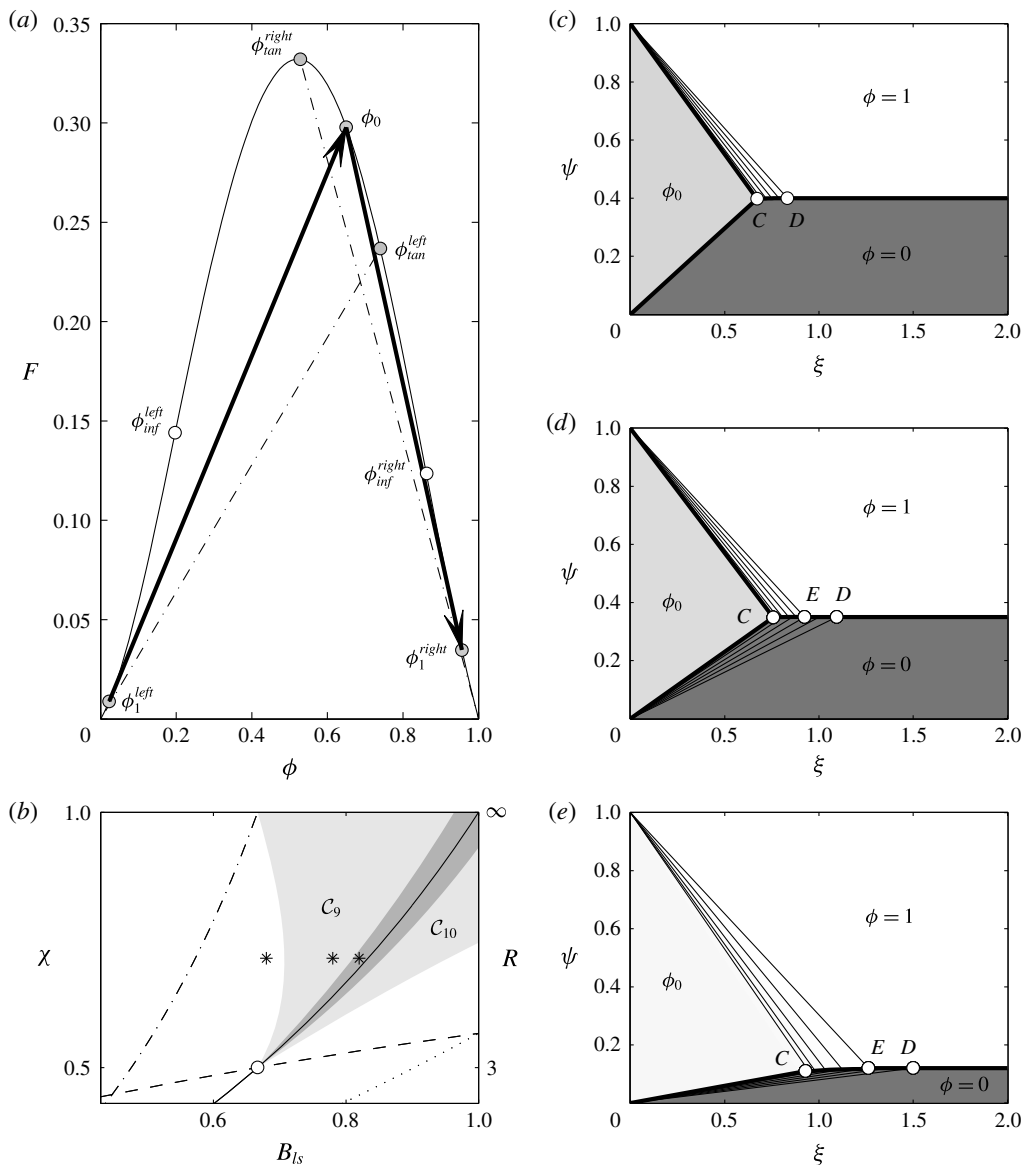 (a)
0.35
0.30
0.25
0.20
0.15
0.10
0.05
0
0.2
0.4
0.6
0.8
1.0
F
ϕ
ϕ_tan^right
ϕ_0
ϕ_tan^left
ϕ_inf^left
ϕ_inf^right
ϕ_1^right
ϕ_1^left
(b)
1.0
0.5
χ
∞
R
3
C_9
C_10
0.6
0.8
1.0
B_ls
(c)
1.0
0.8
0.6
0.4
0.2
0
0.5
1.0
1.5
2.0
ψ
ξ
ϕ = 1
ϕ_0
C
D
ϕ = 0
(d)
1.0
0.8
0.6
0.4
0.2
0
0.5
1.0
1.5
2.0
ψ
ξ
ϕ = 1
ϕ_0
C
E
D
ϕ = 0
(e)
1.0
0.8
0.6
0.4
0.2
0
0.5
1.0
1.5
2.0
ψ
ξ
ϕ = 1
ϕ_0
C
E
D
ϕ = 0